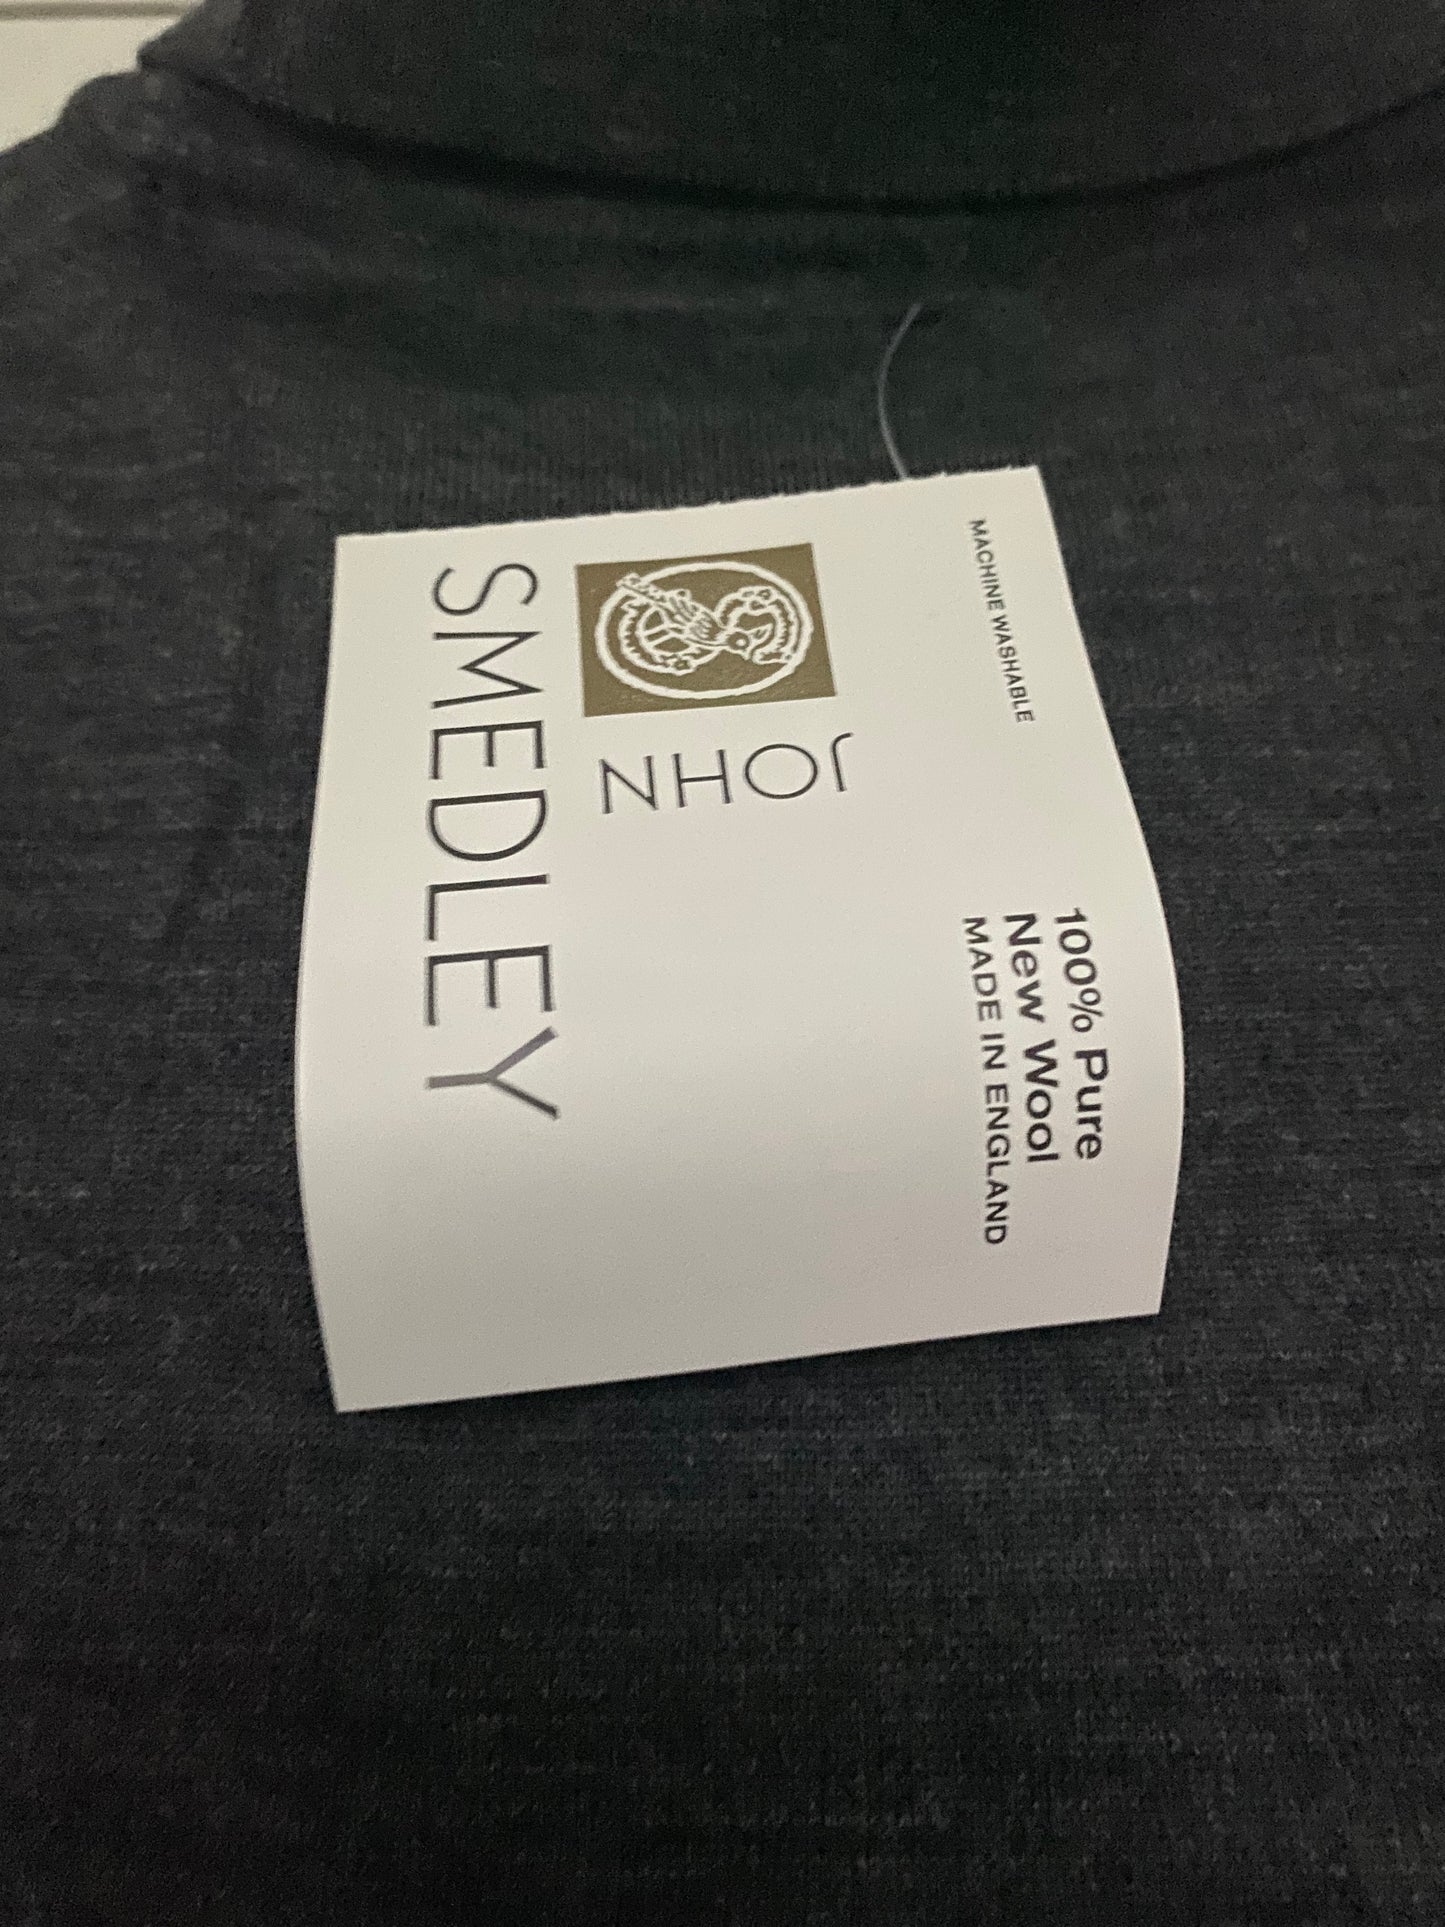 MACHINE WASHABLE
100% Pure
New Wool
MADE IN ENGLAND
JOHN
SMEDLEY